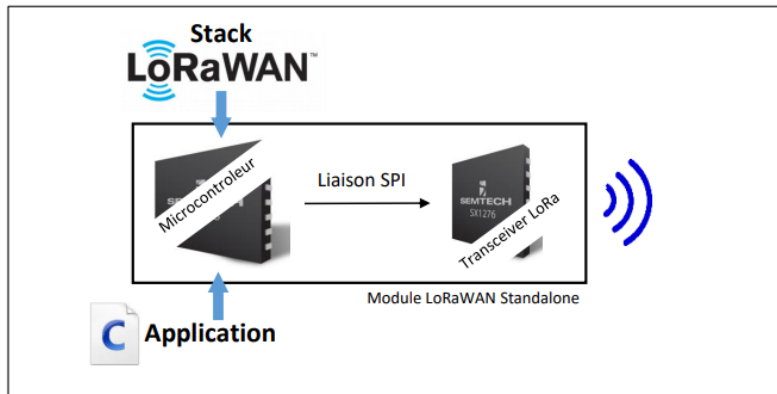 Stack
LoRaWAN™
Microcontroleur
Liaison SPI
SEMTECH
SX1276
Transceiver LoRa
Module LoRaWAN Standalone
C
Application